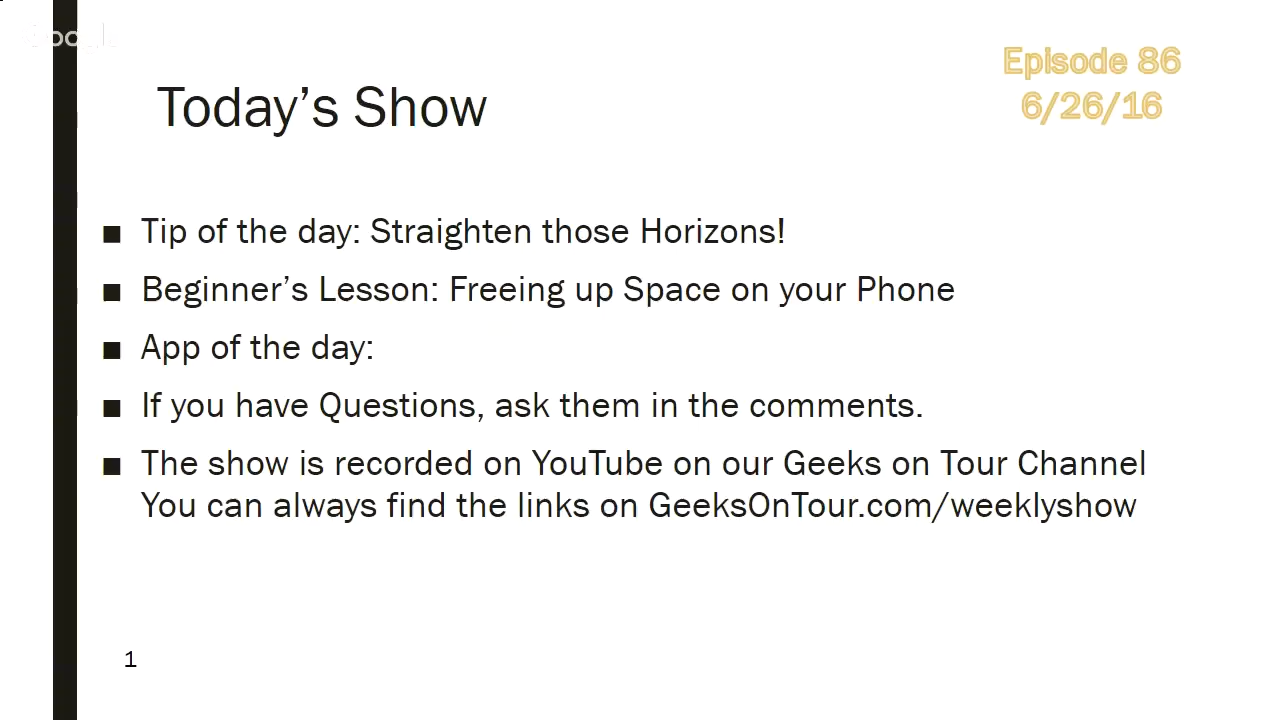 Google
Episode 86
6/26/16
Today's Show
■ Tip of the day: Straighten those Horizons!
■ Beginner's Lesson: Freeing up Space on your Phone
■ App of the day:
■ If you have Questions, ask them in the comments.
■ The show is recorded on YouTube on our Geeks on Tour Channel
You can always find the links on GeeksOnTour.com/weeklyshow
1